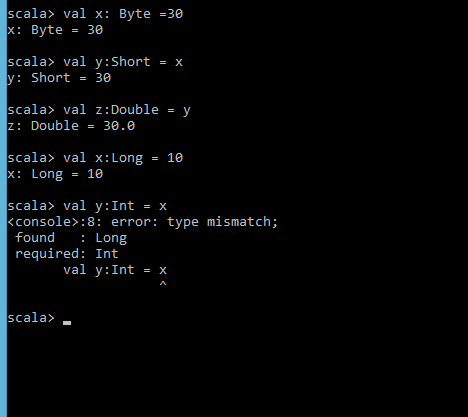 scala> val x: Byte =30
x: Byte = 30
scala> val y:Short = x
y: Short = 30
scala> val z:Double = y
z: Double = 30.0
scala> val x:Long = 10
x: Long = 10
scala> val y:Int = x
<console>:8: error: type mismatch;
 found   : Long
 required: Int
       val y:Int = x
                   ^
scala>